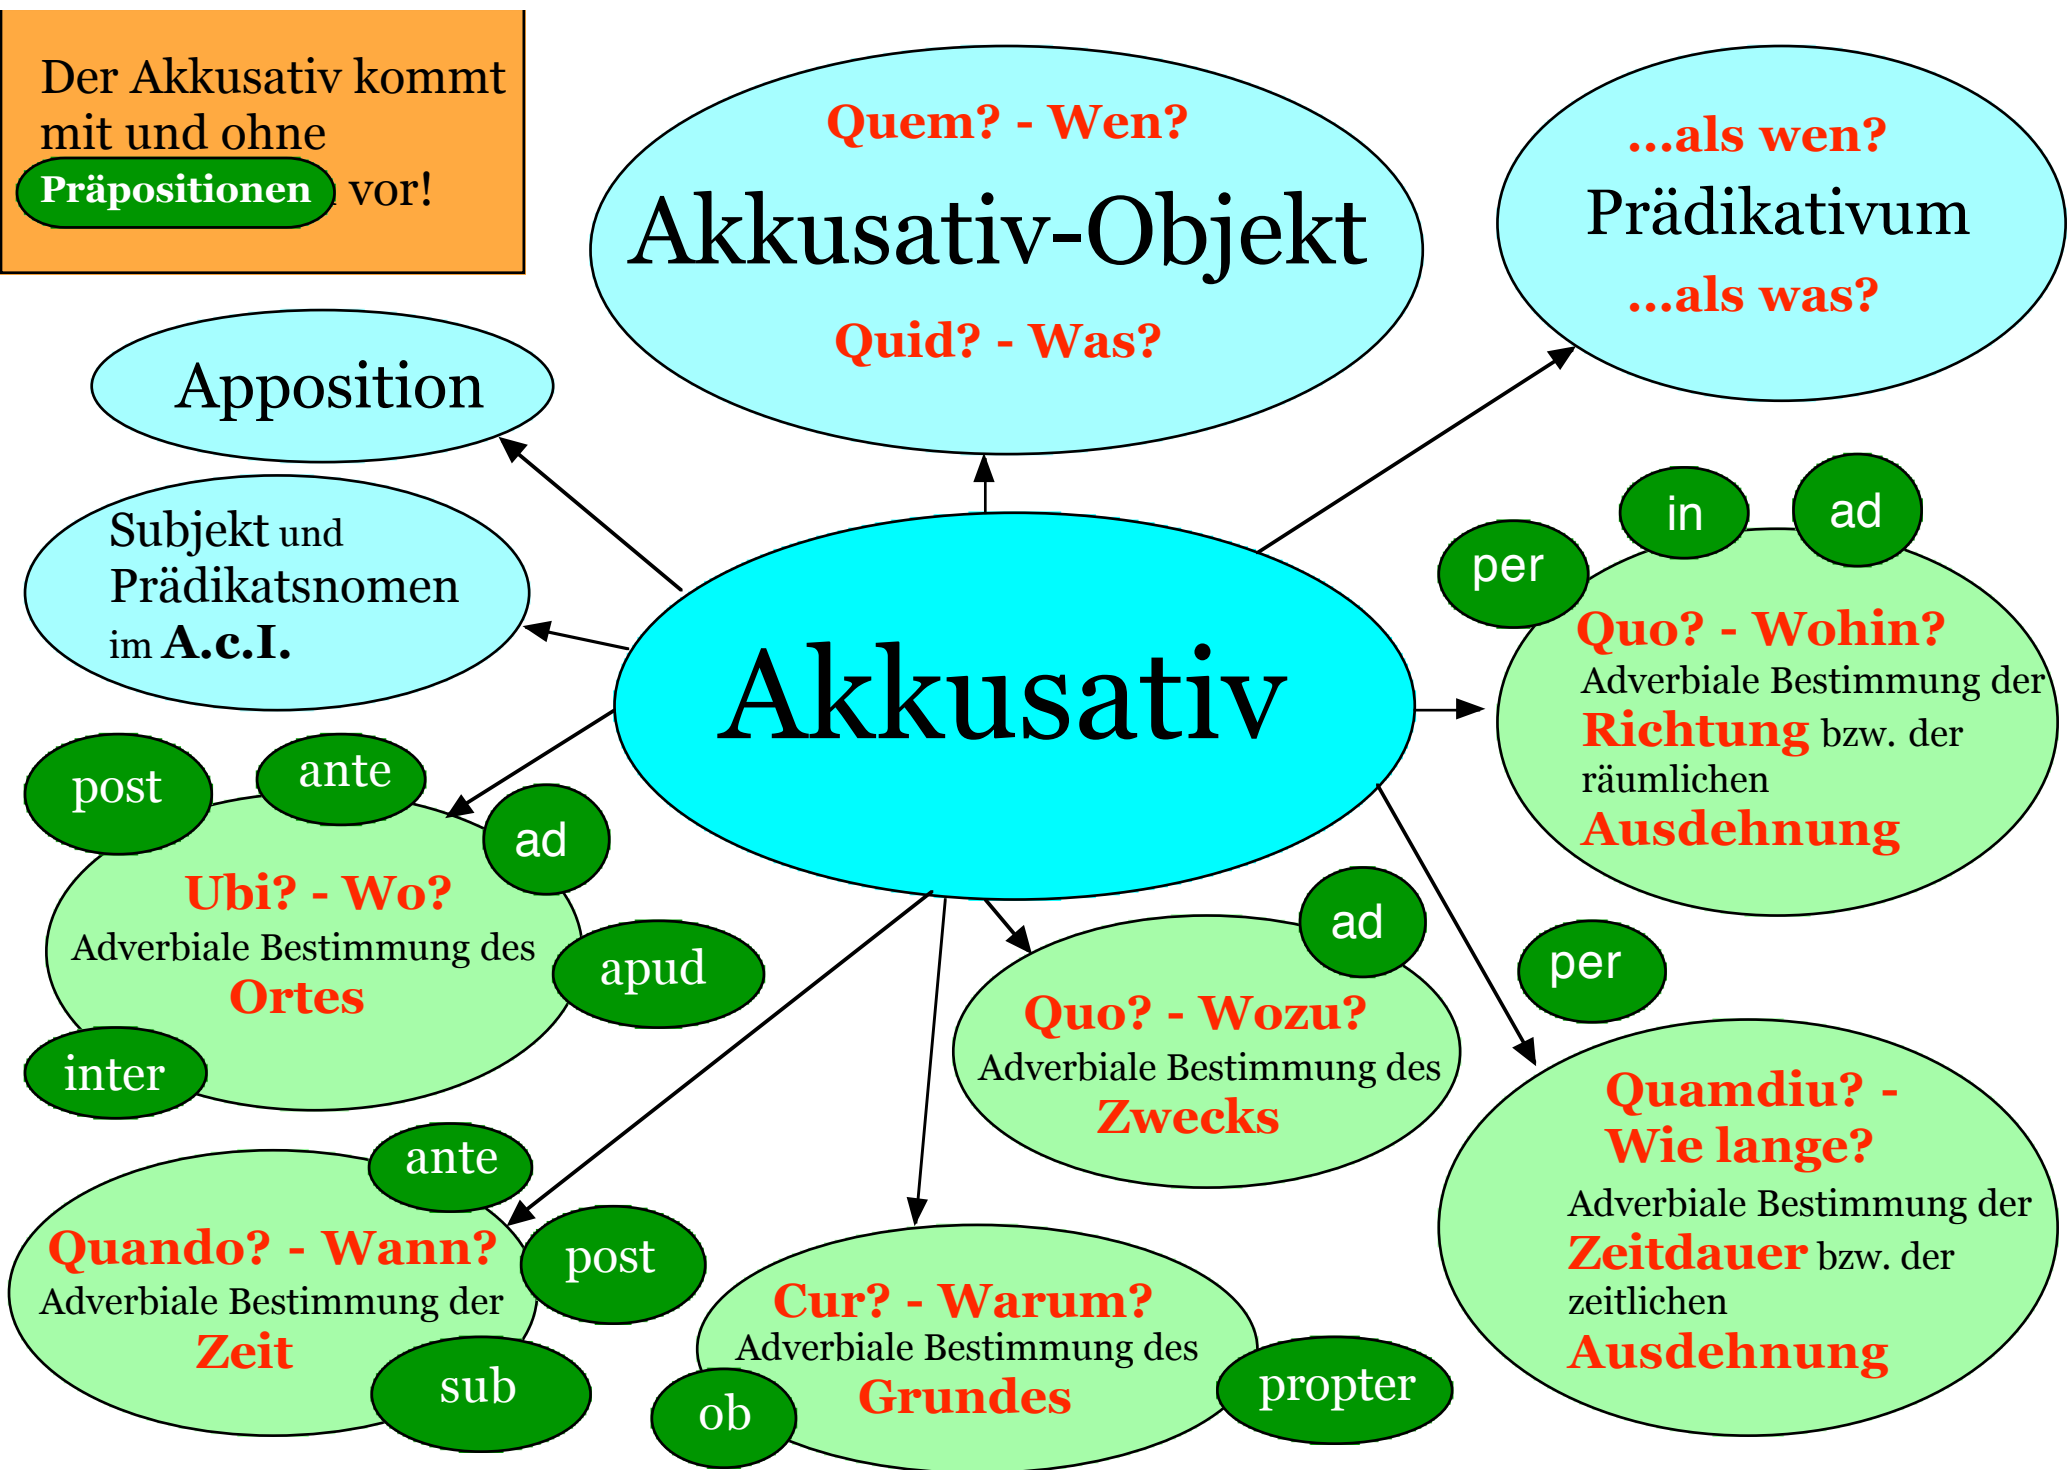 Der Akkusativ kommt
mit und ohne
Präpositionen vor!
Quem? - Wen?
Akkusativ-Objekt
Quid? - Was?
...als wen?
Prädikativum
...als was?
Apposition
Subjekt und
Prädikatsnomen
im A.c.I.
Akkusativ
per
in
ad
Quo? - Wohin?
Adverbiale Bestimmung der
Richtung bzw. der
räumlichen
Ausdehnung
post
ante
ad
Ubi? - Wo?
Adverbiale Bestimmung des
Ortes
apud
inter
ad
Quo? - Wozu?
Adverbiale Bestimmung des
Zwecks
per
Quamdiu? -
Wie lange?
Adverbiale Bestimmung der
Zeitdauer bzw. der
zeitlichen
Ausdehnung
ante
Quando? - Wann?
Adverbiale Bestimmung der
Zeit
post
sub
Cur? - Warum?
Adverbiale Bestimmung des
Grundes
ob
propter